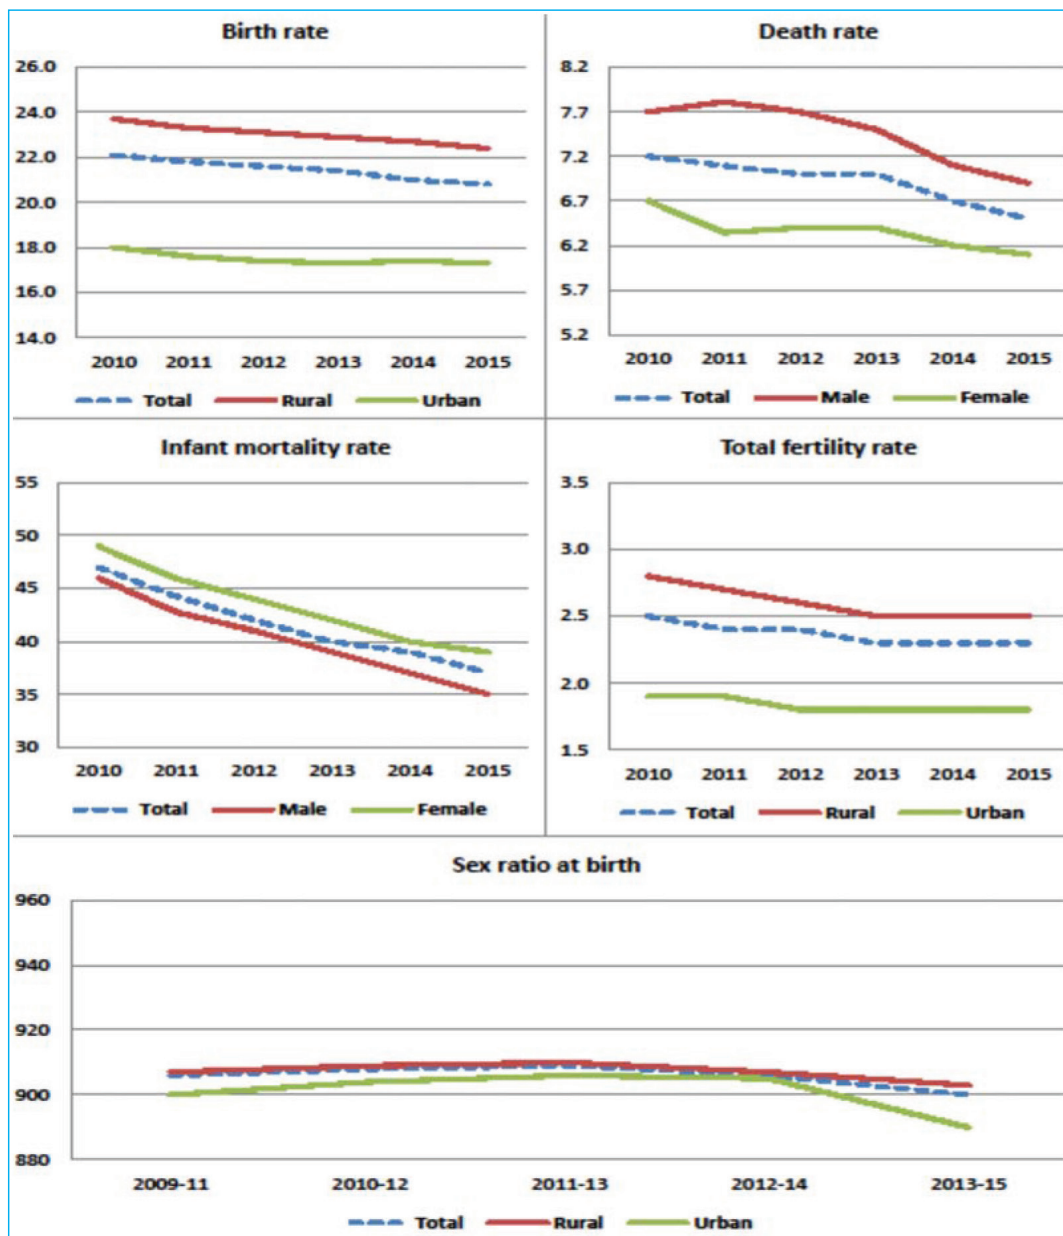 Birth rate
26.0
24.0
22.0
20.0
18.0
16.0
14.0
2010 2011 2012 2013 2014 2015
Total Rural Urban
Death rate
8.2
7.7
7.2
6.7
6.2
5.7
5.2
2010 2011 2012 2013 2014 2015
Total Male Female
Infant mortality rate
55
50
45
40
35
30
2010 2011 2012 2013 2014 2015
Total Male Female
Total fertility rate
3.5
3.0
2.5
2.0
1.5
2010 2011 2012 2013 2014 2015
Total Rural Urban
Sex ratio at birth
960
940
920
900
880
2009-11 2010-12 2011-13 2012-14 2013-15
Total Rural Urban